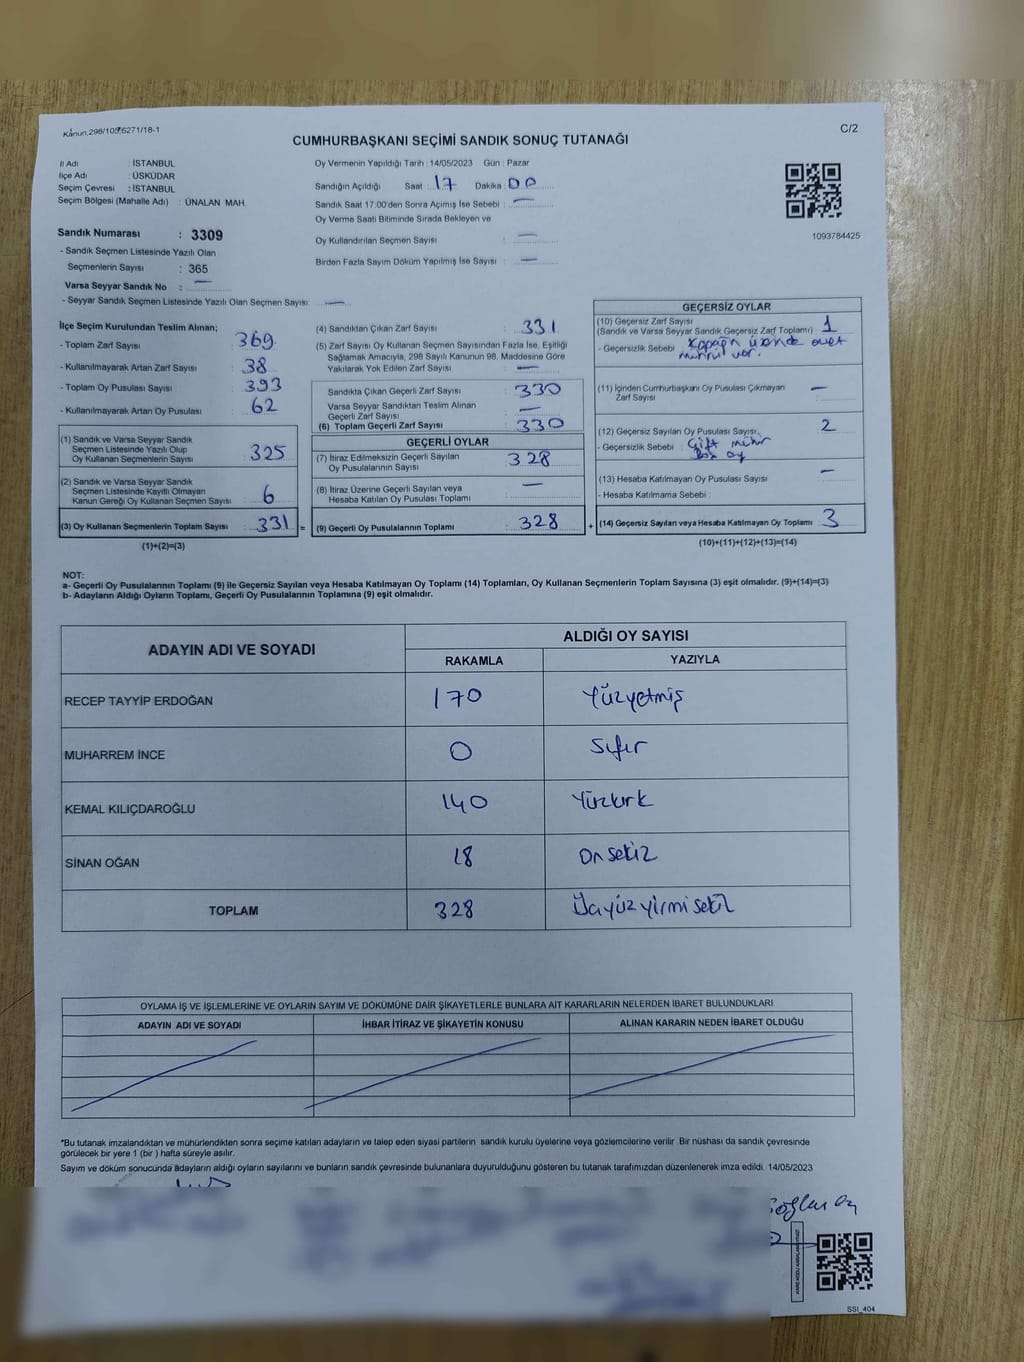 Kanun.298/105,6271/18-1
C/2
CUMHURBAŞKANI SEÇİMİ SANDIK SONUÇ TUTANAĞI
İl Adı : İSTANBUL
İlçe Adı : ÜSKÜDAR
Seçim Çevresi : İSTANBUL
Seçim Bölgesi (Mahalle Adı) : ÜNALAN MAH.
Sandık Numarası : 3309
- Sandık Seçmen Listesinde Yazılı Olan
Seçmenlerin Sayısı : 365
Varsa Seyyar Sandık No : —
- Seyyar Sandık Seçmen Listesinde Yazılı Olan Seçmen Sayısı: —
Oy Vermenin Yapıldığı Tarih : 14/05/2023 Gün : Pazar
Sandığın Açıldığı Saat : 17 Dakika : 00
Sandık Saat 17:00'den Sonra Açımış İse Sebebi : —
Oy Verme Saati Bitiminde Sırada Bekleyen ve
Oy Kullandırılan Seçmen Sayısı : —
Birden Fazla Sayım Döküm Yapılmış İse Sayısı : —
1093784425
İlçe Seçim Kurulundan Teslim Alınan;
- Toplam Zarf Sayısı : 369
- Kullanılmayarak Artan Zarf Sayısı : 38
- Toplam Oy Pusulası Sayısı : 393
- Kullanılmayarak Artan Oy Pusulası : 62
(1) Sandık ve Varsa Seyyar Sandık
Seçmen Listesinde Yazılı Olup
Oy Kullanan Seçmenlerin Sayısı : 325
(2) Sandık ve Varsa Seyyar Sandık
Seçmen Listesinde Kayıtlı Olmayan
Kanun Gereği Oy Kullanan Seçmen Sayısı : 6
(3) Oy Kullanan Seçmenlerin Toplam Sayısı : 331 =
(1)+(2)=(3)
(4) Sandıktan Çıkan Zarf Sayısı : 331
(5) Zarf Sayısı Oy Kullanan Seçmen Sayısından Fazla İse, Eşitliği
Sağlamak Amacıyla, 298 Sayılı Kanunun 98. Maddesine Göre
Yakılarak Yok Edilen Zarf Sayısı : —
Sandıkta Çıkan Geçerli Zarf Sayısı : 330
Varsa Seyyar Sandıktan Teslim Alınan
Geçerli Zarf Sayısı : —
(6) Toplam Geçerli Zarf Sayısı : 330
GEÇERLİ OYLAR
(7) İtiraz Edilmeksizin Geçerli Sayılan
Oy Pusulalarının Sayısı : 328
(8) İtiraz Üzerine Geçerli Sayılan veya
Hesaba Katılan Oy Pusulası Toplamı : —
(9) Geçerli Oy Pusulalarının Toplamı : 328 +
GEÇERSİZ OYLAR
(10) Geçersiz Zarf Sayısı
(Sandık ve Varsa Seyyar Sandık Geçersiz Zarf Toplamı) : 1
- Geçersizlik Sebebi : Kapağın üzerinde evet
mührü var.
(11) İçinden Cumhurbaşkanı Oy Pusulası Çıkmayan
Zarf Sayısı : —
(12) Geçersiz Sayılan Oy Pusulası Sayısı : 2
- Geçersizlik Sebebi : Çift mühür
Boş oy
(13) Hesaba Katılmayan Oy Pusulası Sayısı : —
- Hesaba Katılmama Sebebi :
(14) Geçersiz Sayılan veya Hesaba Katılmayan Oy Toplamı : 3
(10)+(11)+(12)+(13)=(14)
NOT:
a- Geçerli Oy Pusulalarının Toplamı (9) ile Geçersiz Sayılan veya Hesaba Katılmayan Oy Toplamı (14) Toplamları, Oy Kullanan Seçmenlerin Toplam Sayısına (3) eşit olmalıdır. (9)+(14)=(3)
b- Adayların Aldığı Oyların Toplamı, Geçerli Oy Pusulalarının Toplamına (9) eşit olmalıdır.
ADAYIN ADI VE SOYADI ALDIĞI OY SAYISI
RAKAMLA YAZIYLA
RECEP TAYYİP ERDOĞAN 170 Yüzyetmiş
MUHARREM İNCE 0 Sıfır
KEMAL KILIÇDAROĞLU 140 Yüzkırk
SİNAN OĞAN 18 Onsekiz
TOPLAM 328 Üçyüzyirmisekiz
OYLAMA İŞ VE İŞLEMLERİNE VE OYLARIN SAYIM VE DÖKÜMÜNE DAİR ŞİKAYETLERLE BUNLARA AİT KARARLARIN NELERDEN İBARET BULUNDUKLARI
ADAYIN ADI VE SOYADI İHBAR İTİRAZ VE ŞİKAYETİN KONUSU ALINAN KARARIN NEDEN İBARET OLDUĞU
*Bu tutanak imzalandıktan ve mühürlendikten sonra seçime katılan adayların ve talep eden siyasi partilerin sandık kurulu üyelerine veya gözlemcilerine verilir. Bir nüshası da sandık çevresinde
görülecek bir yere 1 (bir ) hafta süreyle asılır.
Sayım ve döküm sonucunda adayların aldığı oyların sayılarını ve bunların sandık çevresinde bulunanlara duyurulduğunu gösteren bu tutanak tarafımızdan düzenlenerek imza edildi. 14/05/2023
SSI_404